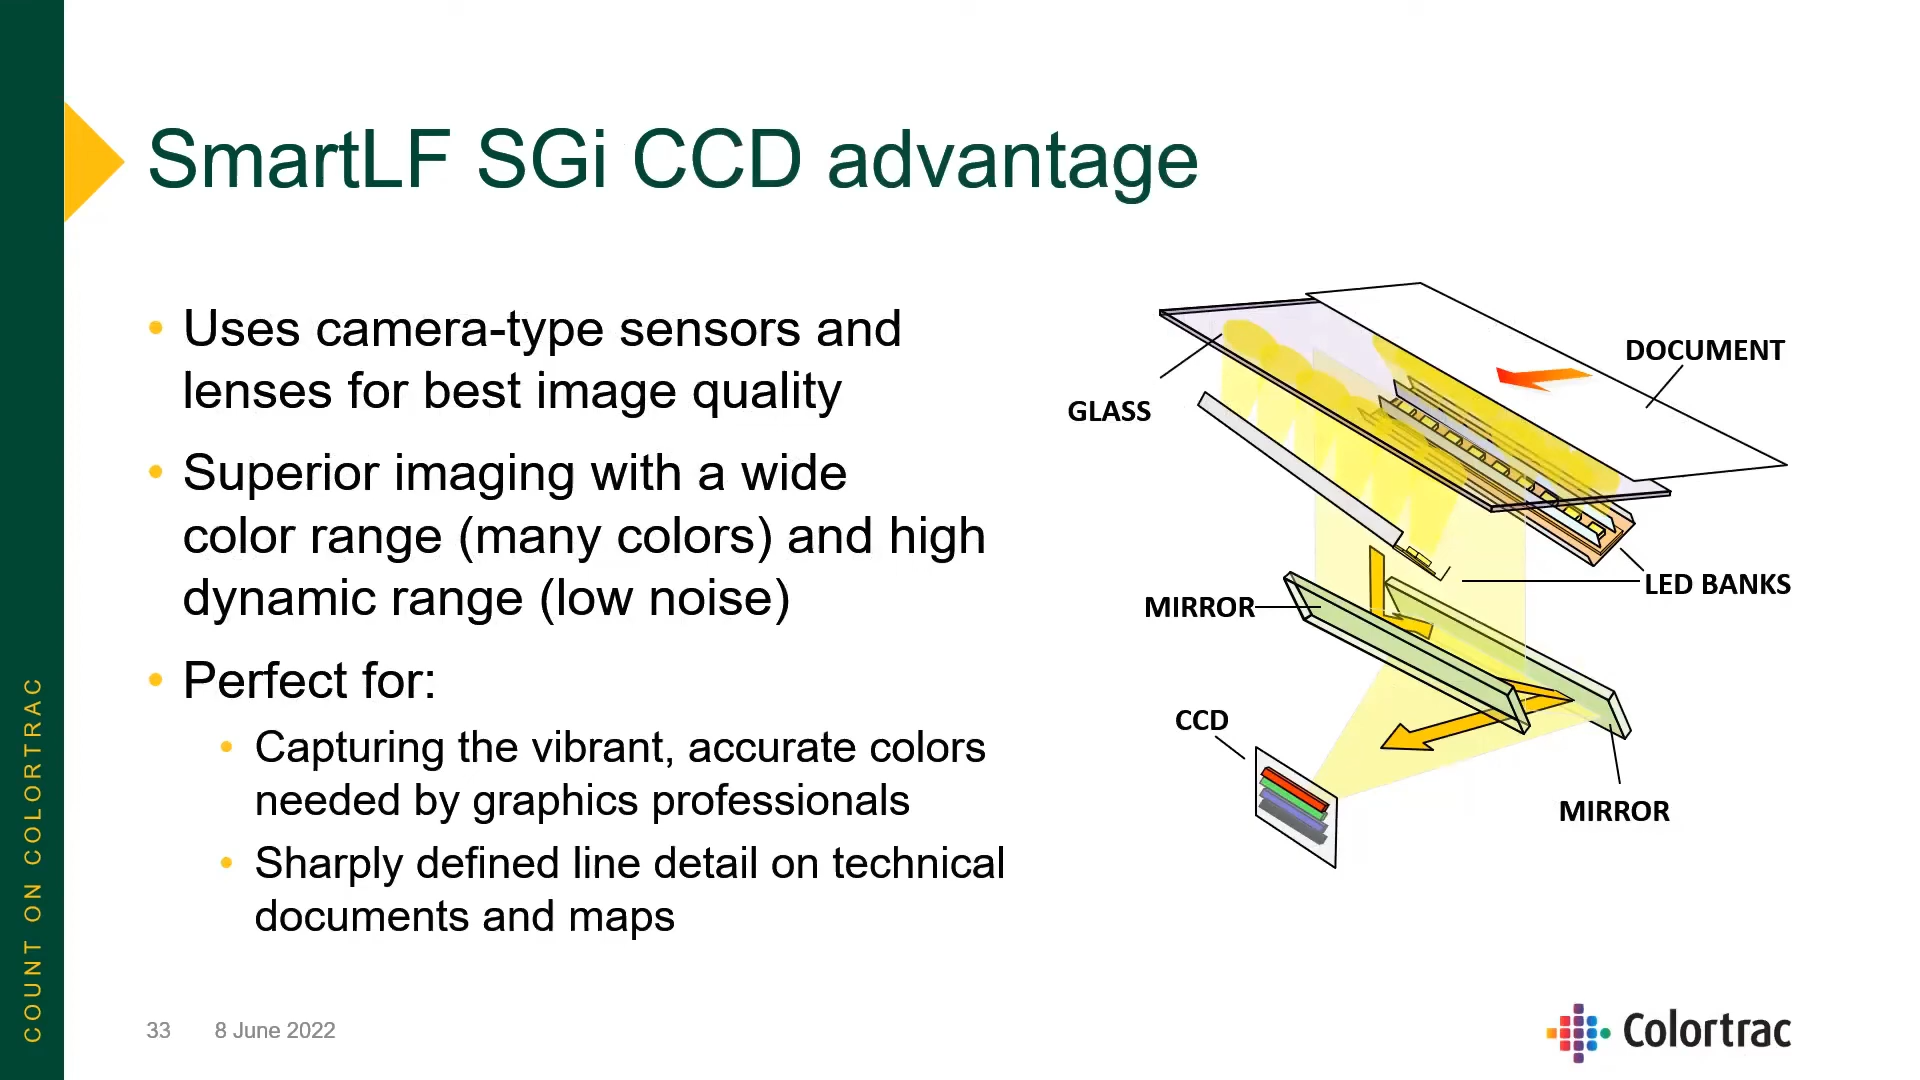 SmartLF SGi CCD advantage
• Uses camera-type sensors and
lenses for best image quality
• Superior imaging with a wide
color range (many colors) and high
dynamic range (low noise)
• Perfect for:
• Capturing the vibrant, accurate colors
needed by graphics professionals
• Sharply defined line detail on technical
documents and maps
DOCUMENT
GLASS
LED BANKS
MIRROR
CCD
MIRROR
COUNT ON COLORTRAC
33 8 June 2022
Colortrac